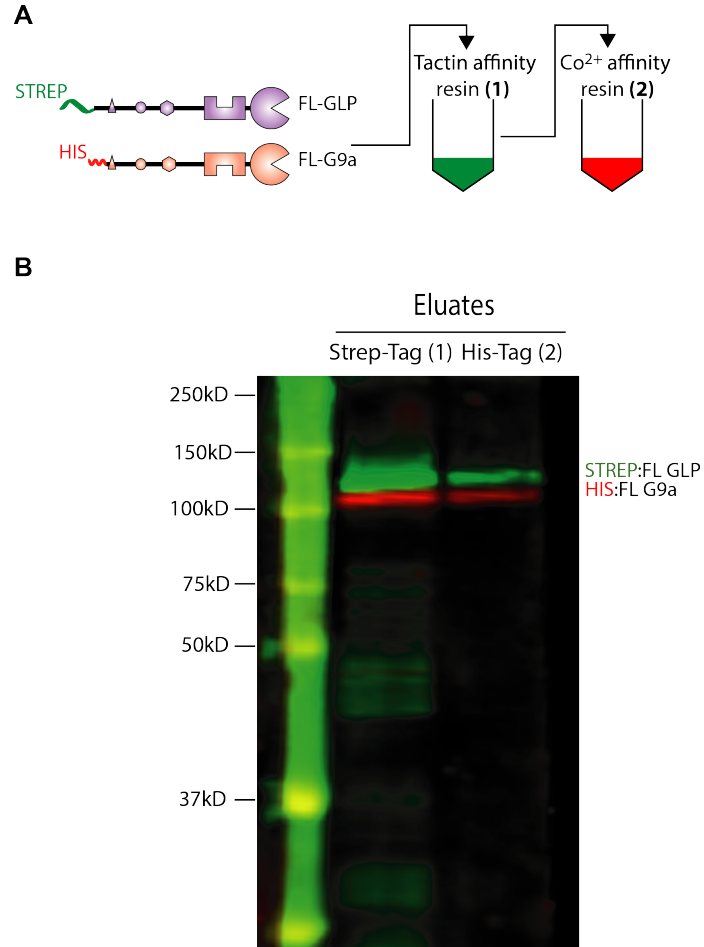 A
STREP
FL-GLP
HIS
FL-G9a
Tactin affinity
resin (1)
Co2+ affinity
resin (2)
B
Eluates
Strep-Tag (1) His-Tag (2)
250kD
150kD
100kD
75kD
50kD
37kD
STREP:FL GLP
HIS:FL G9a